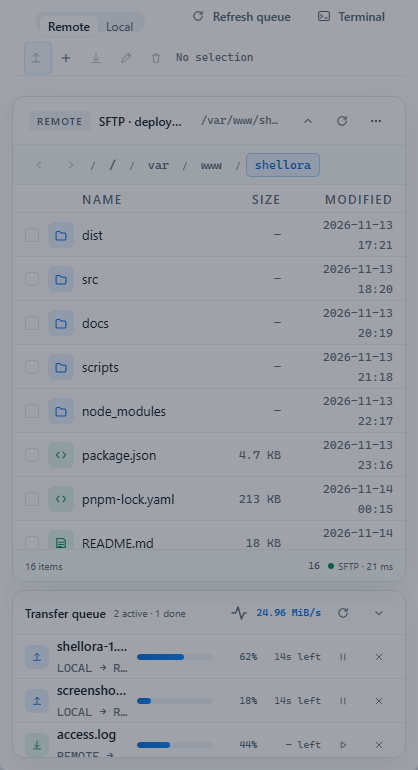 Remote Local Refresh queue Terminal
No selection
REMOTE SFTP · deploy... /var/www/sh…
/ / / var / www / shellora
NAME SIZE MODIFIED
dist — 2026-11-13 17:21
src — 2026-11-13 18:20
docs — 2026-11-13 20:19
scripts — 2026-11-13 21:18
node_modules — 2026-11-13 22:17
package.json 4.7 KB 2026-11-13 23:16
pnpm-lock.yaml 213 KB 2026-11-14 00:15
README.md 18 KB 2026-11-14
16 items 16 SFTP · 21 ms
Transfer queue 2 active · 1 done 24.96 MiB/s
shellora-1.... 62% 14s left
LOCAL → R…
screensho... 18% 14s left
LOCAL → R…
access.log 44% — left
REMOTE →